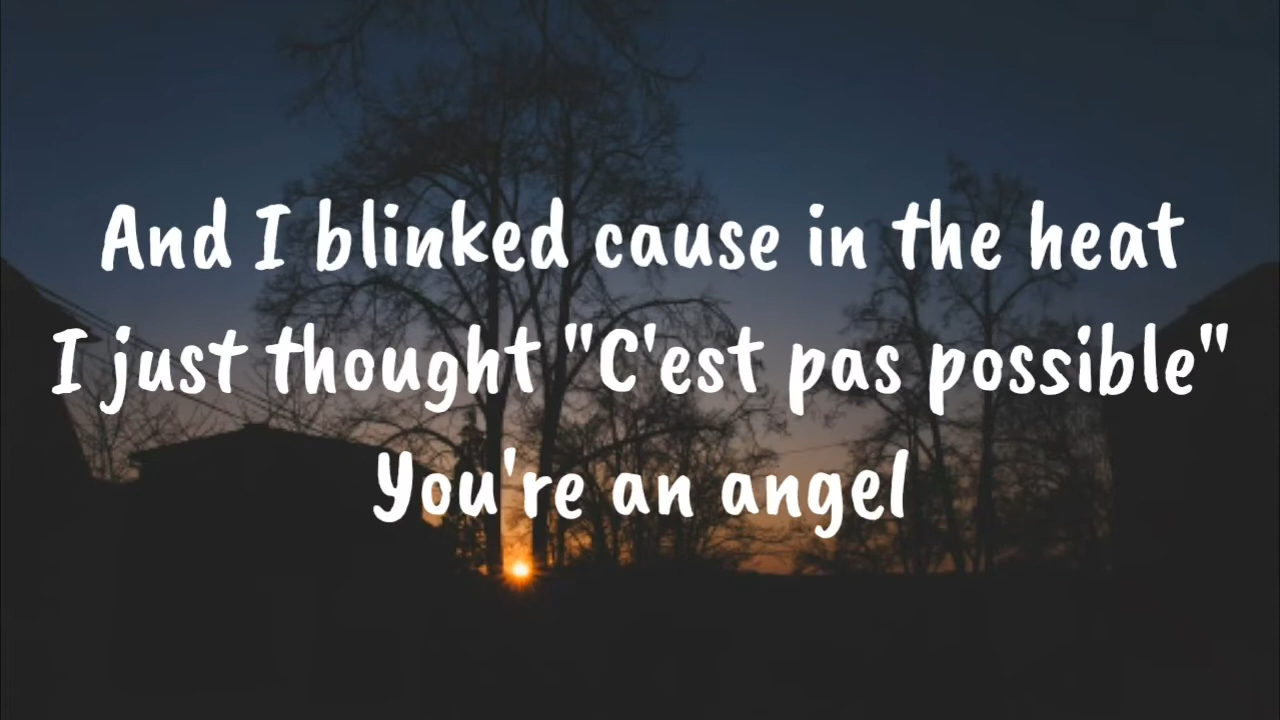 And I blinked cause in the heat
I just thought "C'est pas possible"
You're an angel